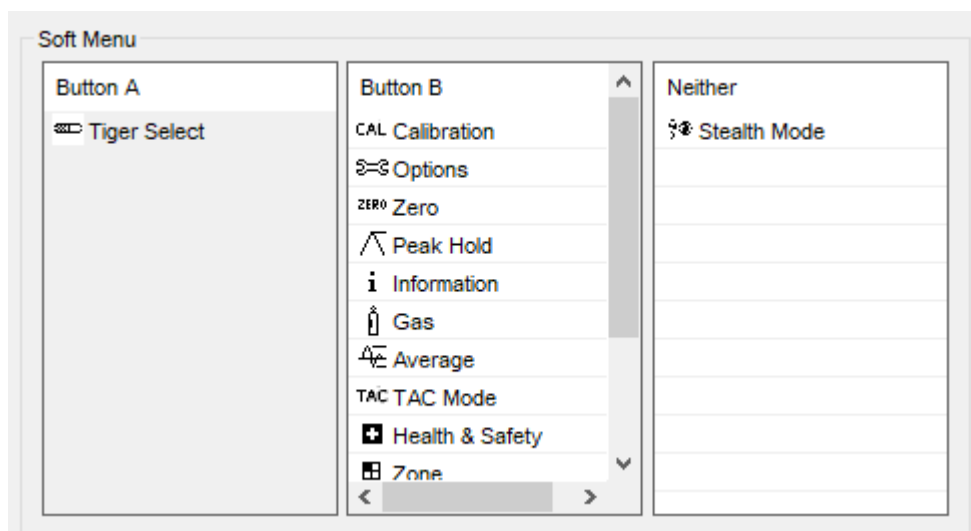 Soft Menu
Button A
Tiger Select
Button B
CAL Calibration
Options
ZERO Zero
Peak Hold
i Information
Gas
Average
TAC TAC Mode
Health & Safety
Zone
Neither
Stealth Mode